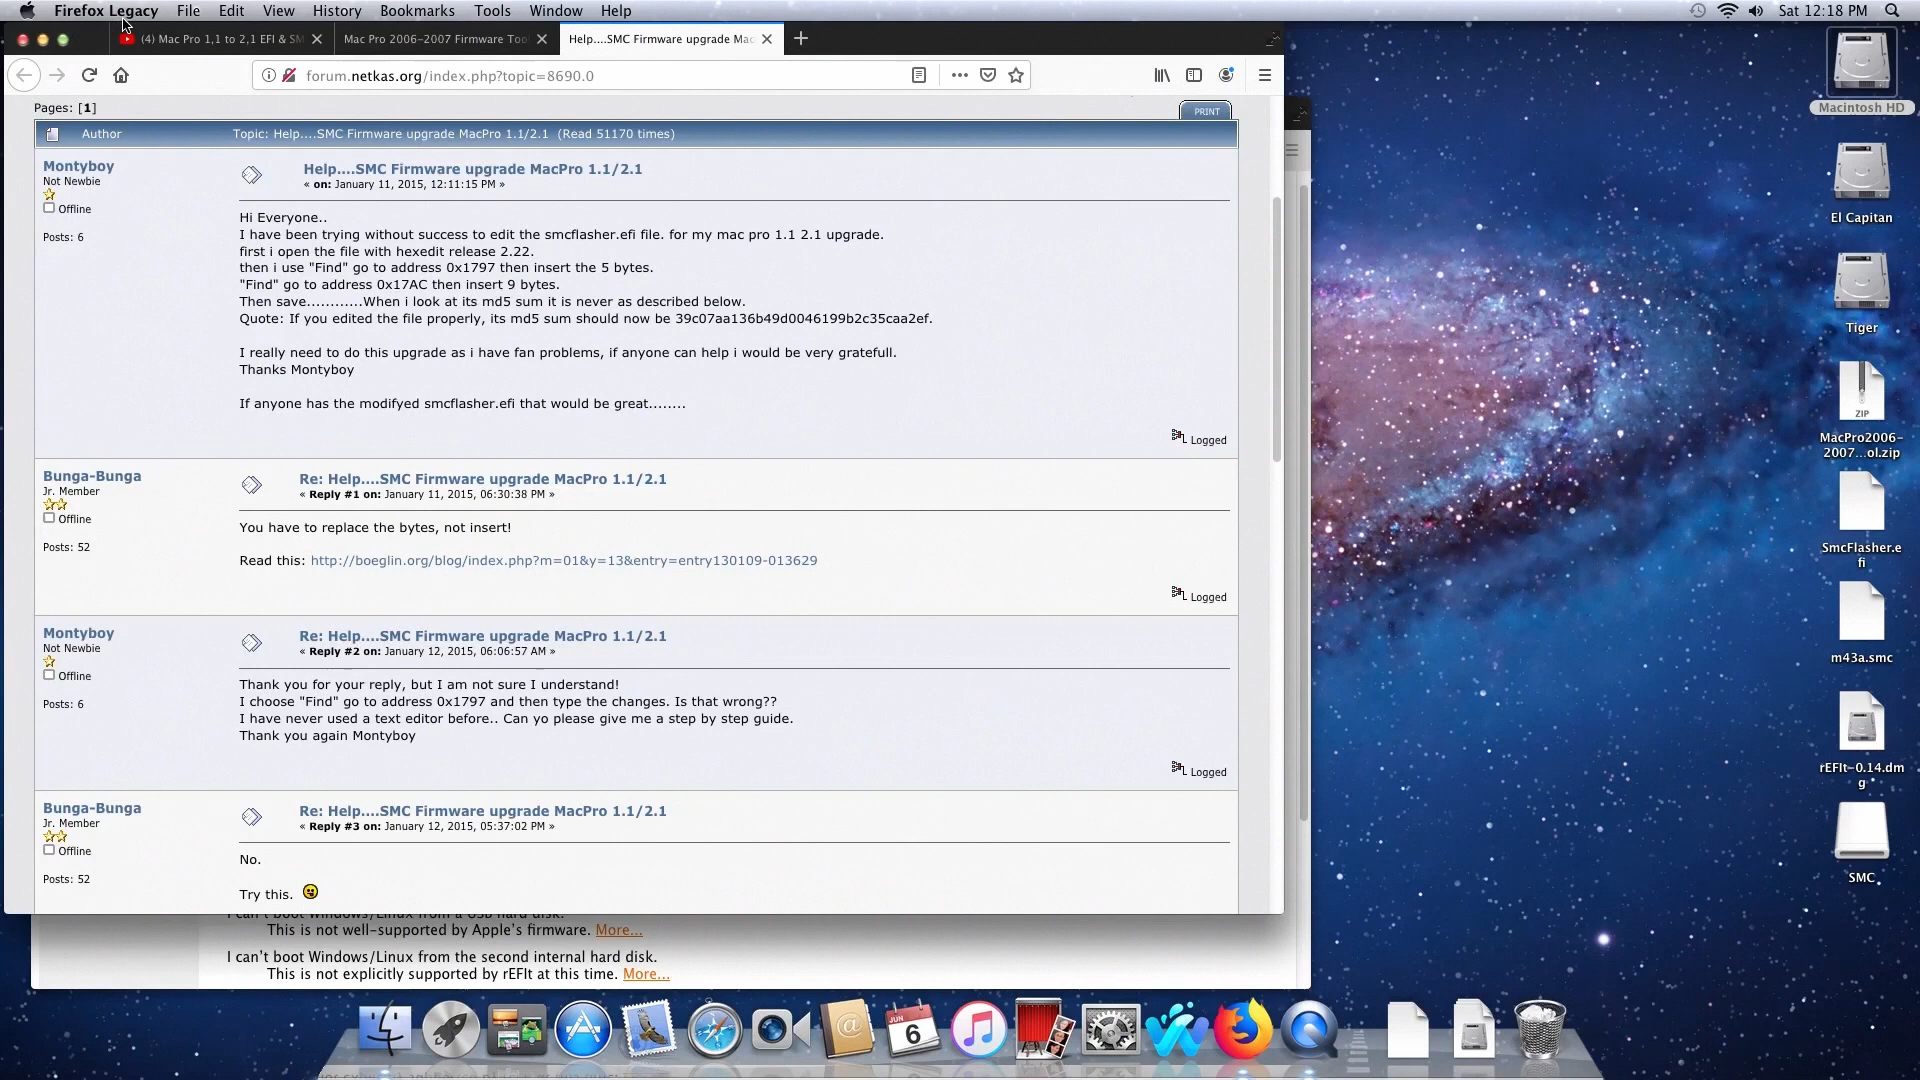 Firefox Legacy File Edit View History Bookmarks Tools Window Help Sat 12:18 PM
(4) Mac Pro 1,1 to 2,1 EFI & SM
Mac Pro 2006-2007 Firmware Too
Help....SMC Firmware upgrade Mac
forum.netkas.org/index.php?topic=8690.0
Pages: [1]
PRINT
Author Topic: Help....SMC Firmware upgrade MacPro 1.1/2.1 (Read 51170 times)
Montyboy
Not Newbie
Offline
Posts: 6
Help....SMC Firmware upgrade MacPro 1.1/2.1
« on: January 11, 2015, 12:11:15 PM »
Hi Everyone..
I have been trying without success to edit the smcflasher.efi file. for my mac pro 1.1 2.1 upgrade.
first i open the file with hexedit release 2.22.
then i use "Find" go to address 0x1797 then insert the 5 bytes.
"Find" go to address 0x17AC then insert 9 bytes.
Then save............When i look at its md5 sum it is never as described below.
Quote: If you edited the file properly, its md5 sum should now be 39c07aa136b49d0046199b2c35caa2ef.
I really need to do this upgrade as i have fan problems, if anyone can help i would be very gratefull.
Thanks Montyboy
If anyone has the modifyed smcflasher.efi that would be great........
Logged
Bunga-Bunga
Jr. Member
Offline
Posts: 52
Re: Help....SMC Firmware upgrade MacPro 1.1/2.1
« Reply #1 on: January 11, 2015, 06:30:38 PM »
You have to replace the bytes, not insert!
Read this: http://boeglin.org/blog/index.php?m=01&y=13&entry=entry130109-013629
Logged
Montyboy
Not Newbie
Offline
Posts: 6
Re: Help....SMC Firmware upgrade MacPro 1.1/2.1
« Reply #2 on: January 12, 2015, 06:06:57 AM »
Thank you for your reply, but I am not sure I understand!
I choose "Find" go to address 0x1797 and then type the changes. Is that wrong??
I have never used a text editor before.. Can yo please give me a step by step guide.
Thank you again Montyboy
Logged
Bunga-Bunga
Jr. Member
Offline
Posts: 52
Re: Help....SMC Firmware upgrade MacPro 1.1/2.1
« Reply #3 on: January 12, 2015, 05:37:02 PM »
No.
Try this.
I can't boot Windows/Linux from a USB hard disk.
This is not well-supported by Apple's firmware. More...
I can't boot Windows/Linux from the second internal hard disk.
This is not explicitly supported by rEFIt at this time. More...
Macintosh HD
El Capitan
Tiger
ZIP
MacPro2006-
2007...ol.zip
SmcFlasher.e
fi
m43a.smc
rEFIt-0.14.dm
g
SMC
JUN
6